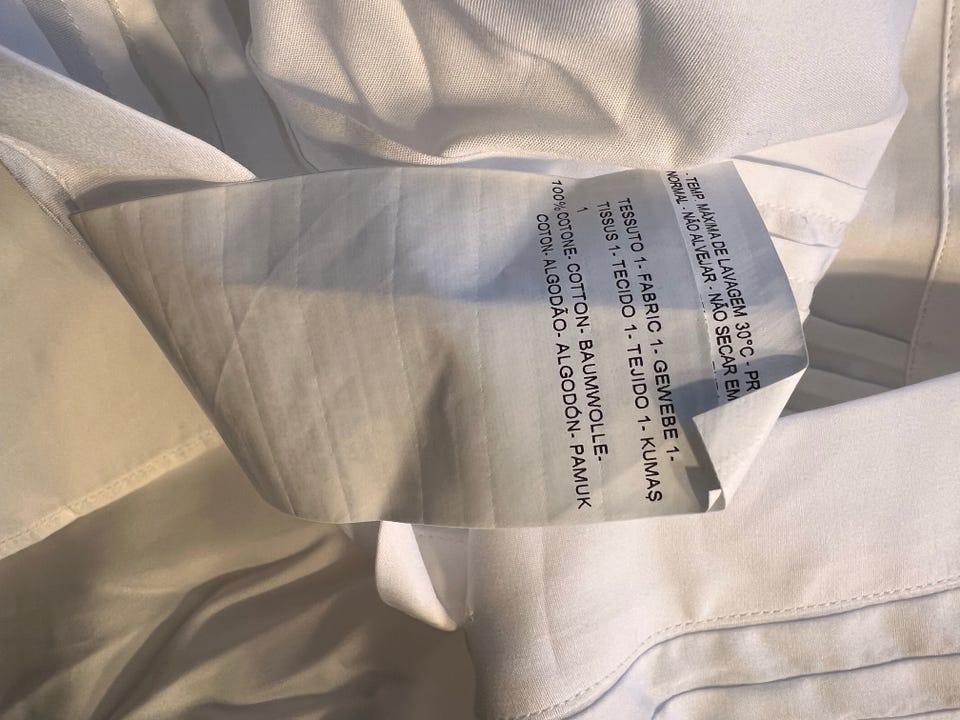 - TEMP. MÁXIMA DE LAVAGEM 30°C - PR
NORMAL - NÃO ALVEJAR - NÃO SECAR EM
TESSUTO 1- FABRIC 1- GEWEBE 1-
TISSUS 1- TECIDO 1- TEJIDO 1- KUMAŞ
1
100% COTONE- COTTON- BAUMWOLLE-
COTON- ALGODÃO- ALGODÓN- PAMUK